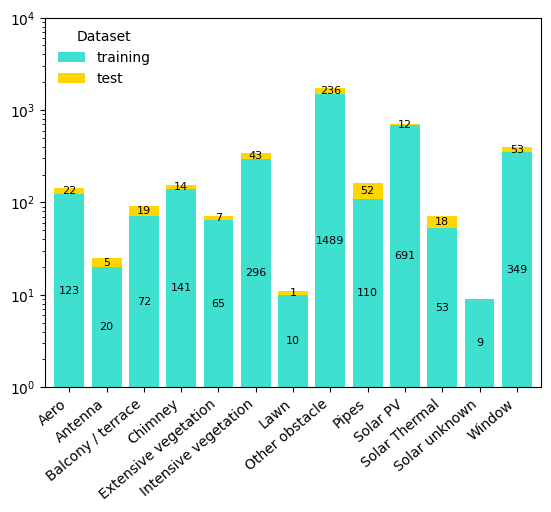 10^4
10^3
10^2
10^1
10^0
Dataset
training
test
22
5
19
14
7
43
1
236
52
12
18
53
123
20
72
141
65
296
10
1489
110
691
53
9
349
Aero
Antenna
Balcony / terrace
Chimney
Extensive vegetation
Intensive vegetation
Lawn
Other obstacle
Pipes
Solar PV
Solar Thermal
Solar unknown
Window